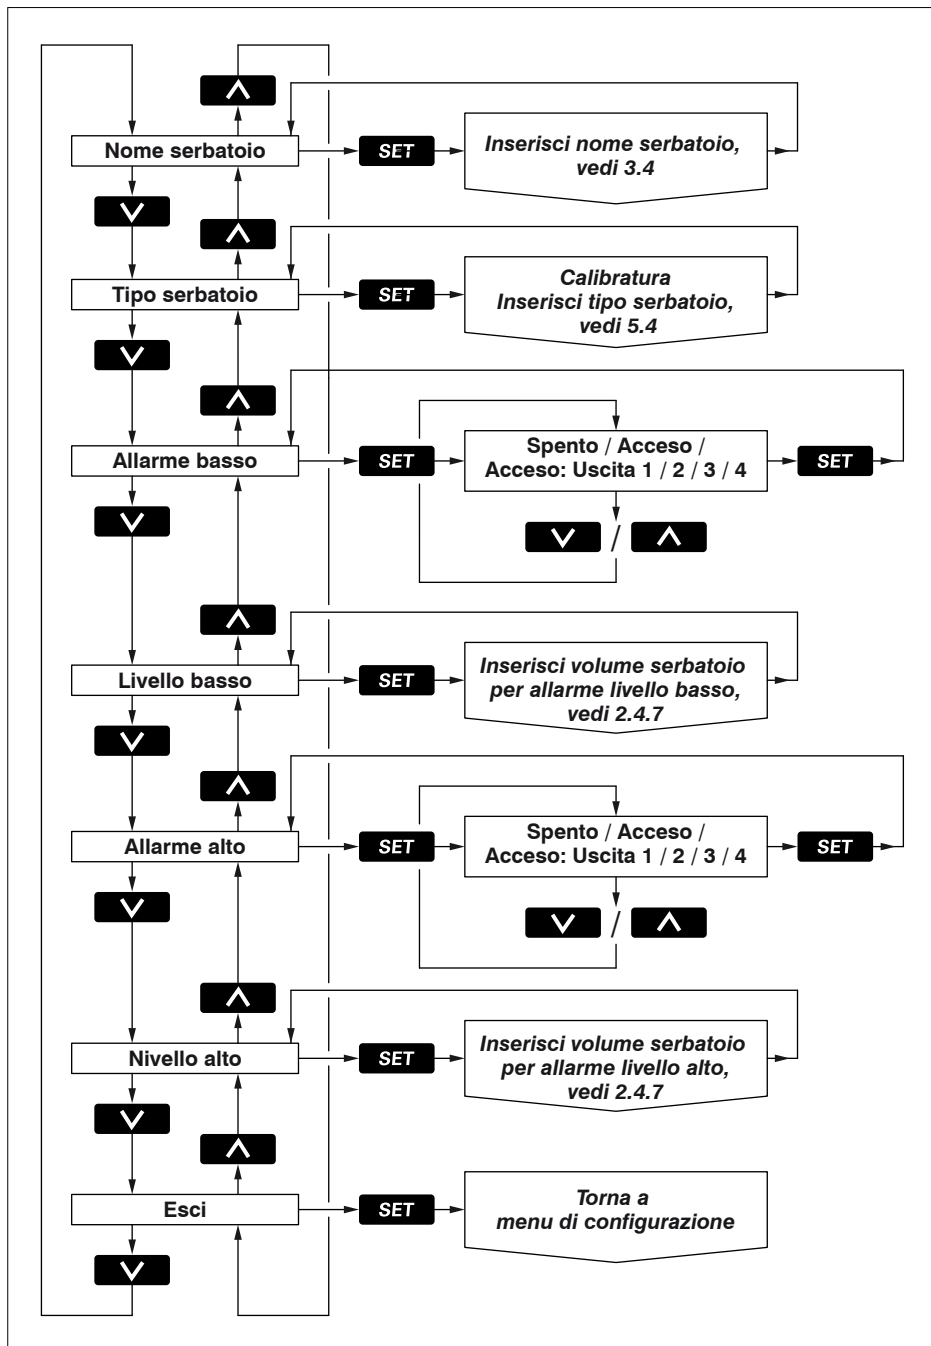 Nome serbatoio
SET
Inserisci nome serbatoio,
vedi 3.4
Tipo serbatoio
SET
Calibratura
Inserisci tipo serbatoio,
vedi 5.4
Allarme basso
SET
Spento / Acceso /
Acceso: Uscita 1 / 2 / 3 / 4
SET
/
Livello basso
SET
Inserisci volume serbatoio
per allarme livello basso,
vedi 2.4.7
Allarme alto
SET
Spento / Acceso /
Acceso: Uscita 1 / 2 / 3 / 4
SET
/
Nivello alto
SET
Inserisci volume serbatoio
per allarme livello alto,
vedi 2.4.7
Esci
SET
Torna a
menu di configurazione